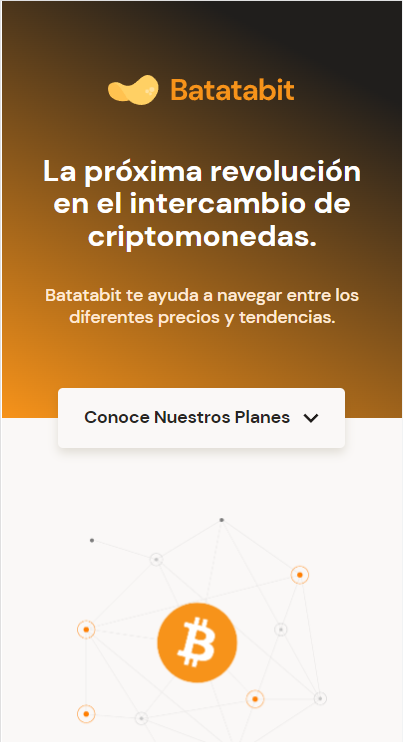 Batatabit
La próxima revolución
en el intercambio de
criptomonedas.
Batatabit te ayuda a navegar entre los
diferentes precios y tendencias.
Conoce Nuestros Planes